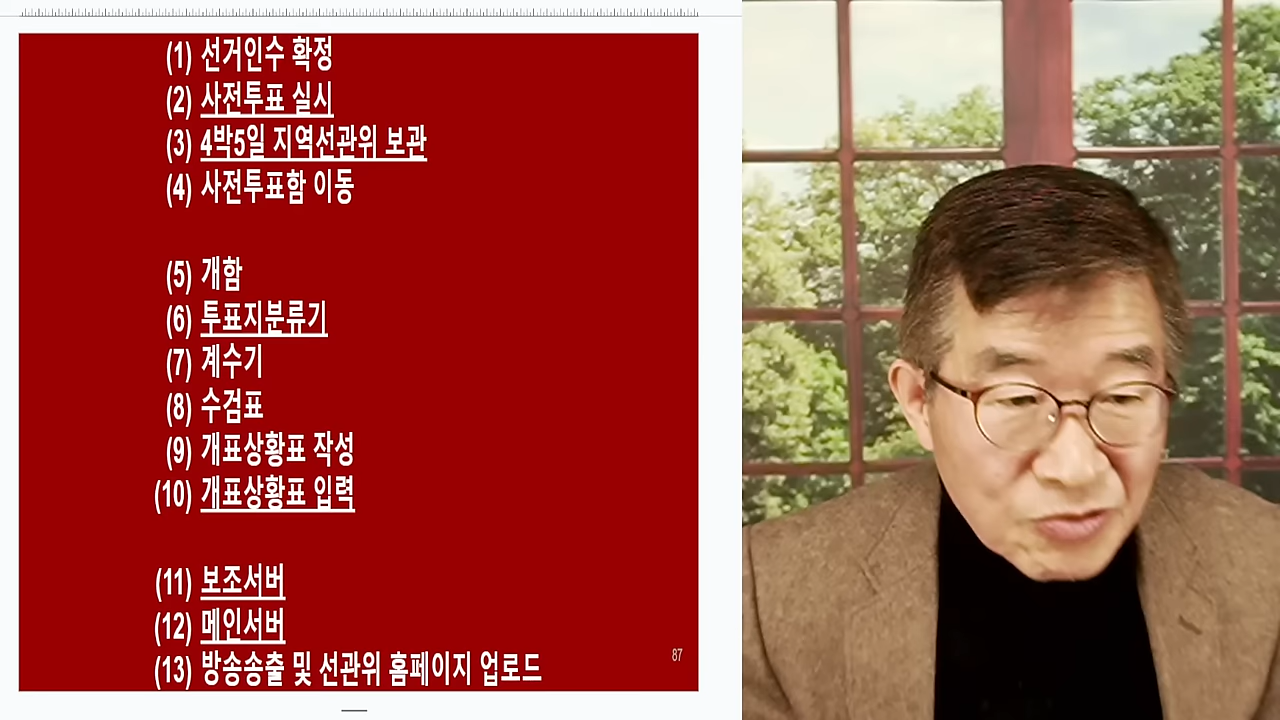 (1) 선거인수 확정
(2) 사전투표 실시
(3) 4박5일 지역선관위 보관
(4) 사전투표함 이동
(5) 개함
(6) 투표지분류기
(7) 계수기
(8) 수검표
(9) 개표상황표 작성
(10) 개표상황표 입력
(11) 보조서버
(12) 메인서버
(13) 방송송출 및 선관위 홈페이지 업로드
87